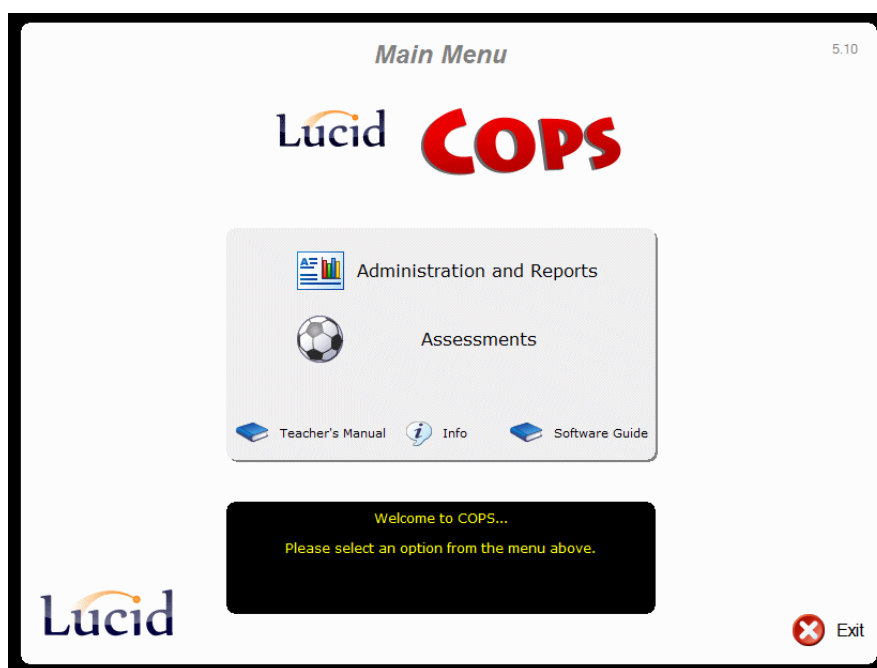 Main Menu
5.10
Lucid COPS
Administration and Reports
Assessments
Teacher's Manual Info Software Guide
Welcome to COPS...
Please select an option from the menu above.
Lucid
Exit